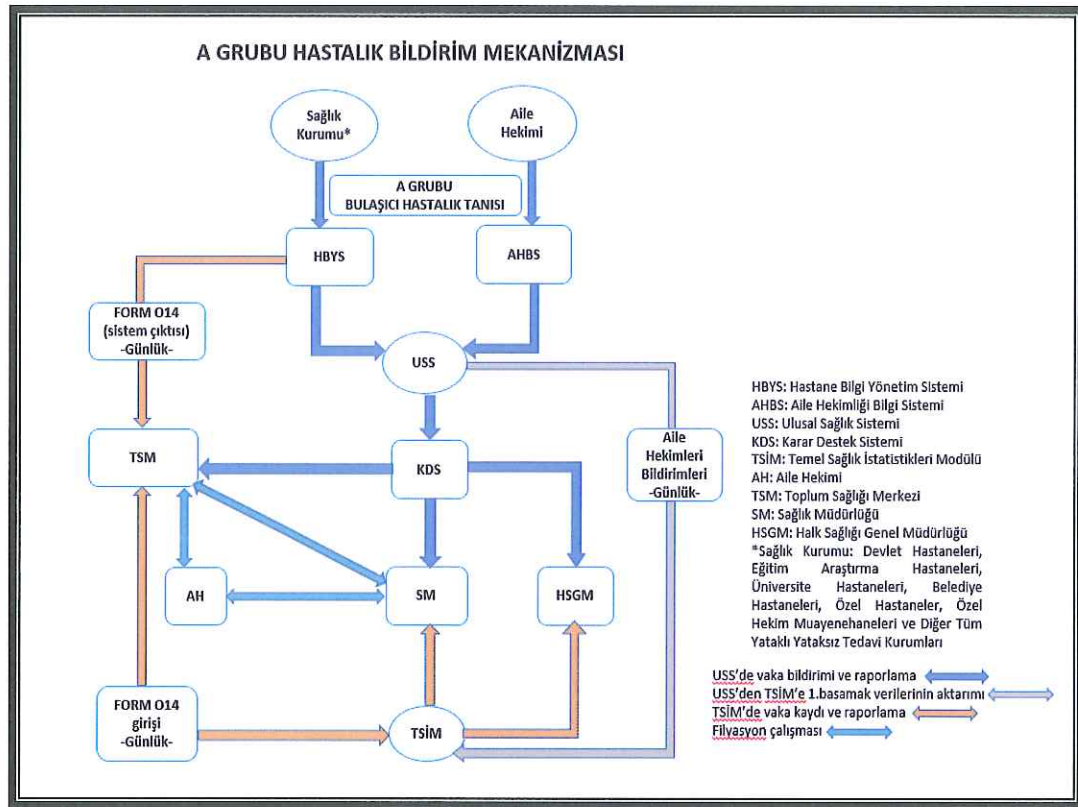 A GRUBU HASTALIK BİLDİRİM MEKANİZMASI
Sağlık
Kurumu*
Aile
Hekimi
A GRUBU
BULAŞICI HASTALIK TANISI
HBYS
AHBS
FORM O14
(sistem çıktısı)
-Günlük-
USS
TSM
KDS
Aile
Hekimleri
Bildirimleri
-Günlük-
AH
SM
HSGM
FORM O14
girişi
-Günlük-
TSİM
HBYS: Hastane Bilgi Yönetim Sistemi
AHBS: Aile Hekimliği Bilgi Sistemi
USS: Ulusal Sağlık Sistemi
KDS: Karar Destek Sistemi
TSİM: Temel Sağlık İstatistikleri Modülü
AH: Aile Hekimi
TSM: Toplum Sağlığı Merkezi
SM: Sağlık Müdürlüğü
HSGM: Halk Sağlığı Genel Müdürlüğü
*Sağlık Kurumu: Devlet Hastaneleri,
Eğitim Araştırma Hastaneleri,
Üniversite Hastaneleri, Belediye
Hastaneleri, Özel Hastaneler, Özel
Hekim Muayenehaneleri ve Diğer Tüm
Yataklı Yataksız Tedavi Kurumları
USS'de vaka bildirimi ve raporlama
USS'den TSİM'e 1.basamak verilerinin aktarımı
TSİM'de vaka kaydı ve raporlama
Filyasyon çalışması